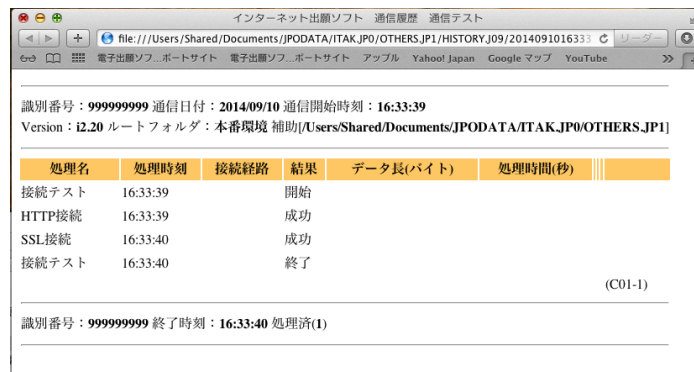 インターネット出願ソフト 通信履歴 通信テスト
file:///Users/Shared/Documents/JPODATA/ITAK.JP0/OTHERS.JP1/HISTORY.J09/2014091016333
リーダー
電子出願ソフ...ポートサイト 電子出願ソフ...ポートサイト アップル Yahoo! Japan Google マップ YouTube
識別番号：999999999 通信日付：2014/09/10 通信開始時刻：16:33:39
Version：i2.20 ルートフォルダ：本番環境 補助[/Users/Shared/Documents/JPODATA/ITAK.JP0/OTHERS.JP1]
処理名 処理時刻 接続経路 結果 データ長(バイト) 処理時間(秒)
接続テスト 16:33:39 開始
HTTP接続 16:33:39 成功
SSL接続 16:33:40 成功
接続テスト 16:33:40 終了
(C01-1)
識別番号：999999999 終了時刻：16:33:40 処理済(1)